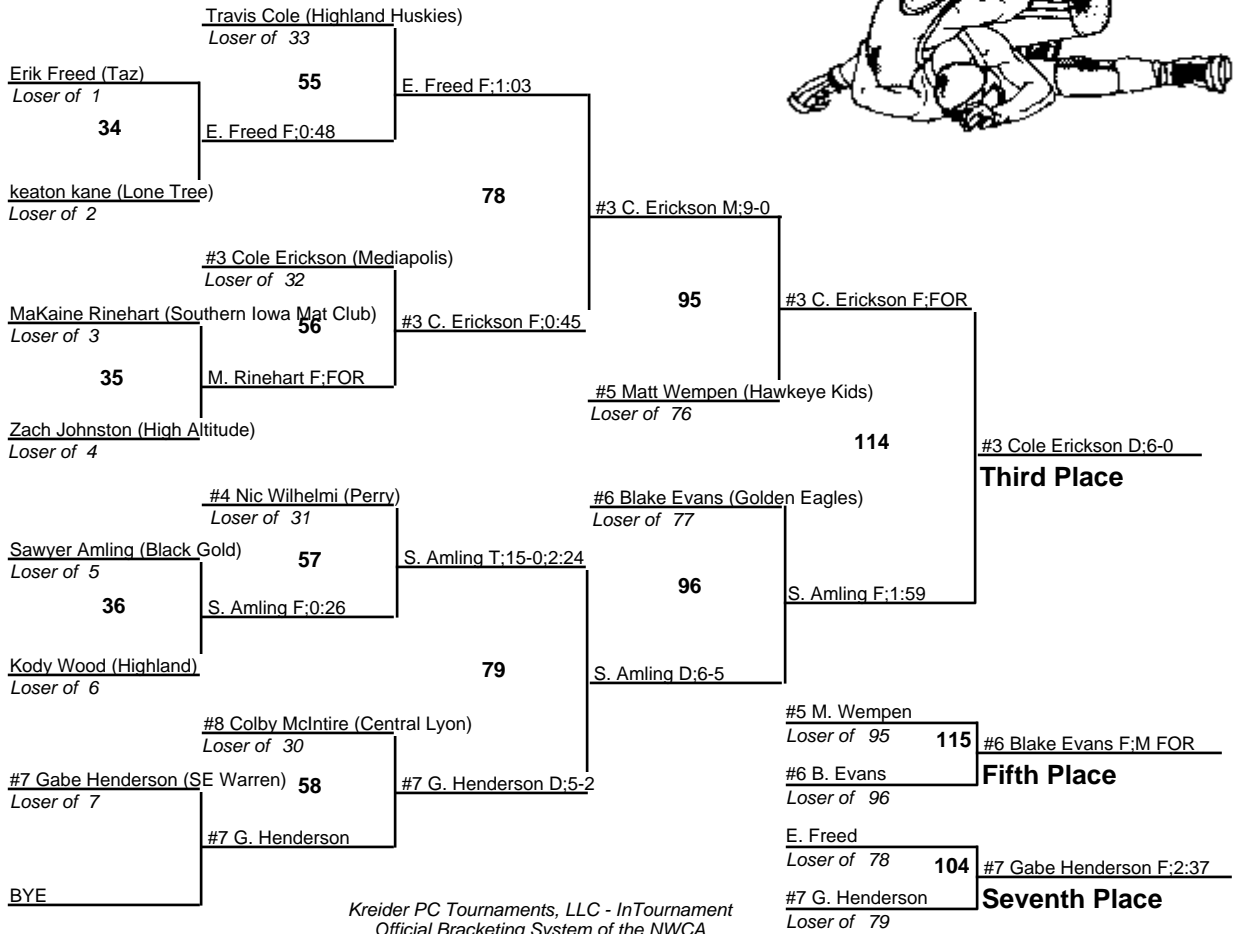 Travis Cole (Highland Huskies)
Loser of 33
Erik Freed (Taz)
Loser of 1
55
E. Freed F;1:03
34
E. Freed F;0:48
keaton kane (Lone Tree)
Loser of 2
78
#3 C. Erickson M;9-0
#3 Cole Erickson (Mediapolis)
Loser of 32
MaKaine Rinehart (Southern Iowa Mat Club)
Loser of 3
56
#3 C. Erickson F;0:45
95
#3 C. Erickson F;FOR
35
M. Rinehart F;FOR
#5 Matt Wempen (Hawkeye Kids)
Loser of 76
Zach Johnston (High Altitude)
Loser of 4
114
#3 Cole Erickson D;6-0
Third Place
#4 Nic Wilhelmi (Perry)
Loser of 31
#6 Blake Evans (Golden Eagles)
Loser of 77
Sawyer Amling (Black Gold)
Loser of 5
57
S. Amling T;15-0;2:24
36
S. Amling F;0:26
96
S. Amling F;1:59
Kody Wood (Highland)
Loser of 6
79
S. Amling D;6-5
#8 Colby McIntire (Central Lyon)
Loser of 30
#5 M. Wempen
Loser of 95
115
#6 Blake Evans F;M FOR
Fifth Place
#7 Gabe Henderson (SE Warren)
Loser of 7
58
#7 G. Henderson D;5-2
#6 B. Evans
Loser of 96
#7 G. Henderson
E. Freed
Loser of 78
104
#7 Gabe Henderson F;2:37
Seventh Place
BYE
#7 G. Henderson
Loser of 79
Kreider PC Tournaments, LLC - InTournament
Official Bracketing System of the NWCA